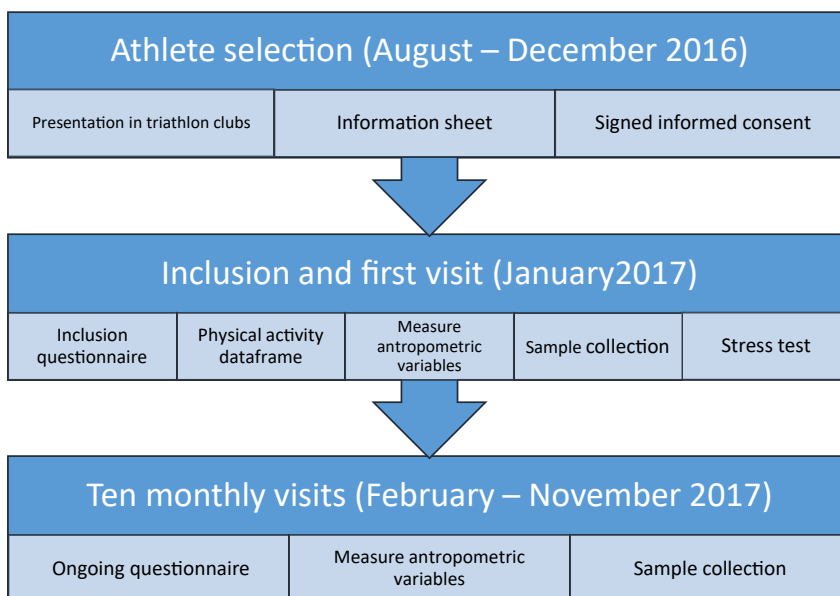 Athlete selection (August – December 2016)
Presentation in triathlon clubs
Information sheet
Signed informed consent
Inclusion and first visit (January2017)
Inclusion
questionnaire
Physical activity
dataframe
Measure
antropometric
variables
Sample collection
Stress test
Ten monthly visits (February – November 2017)
Ongoing questionnaire
Measure antropometric
variables
Sample collection